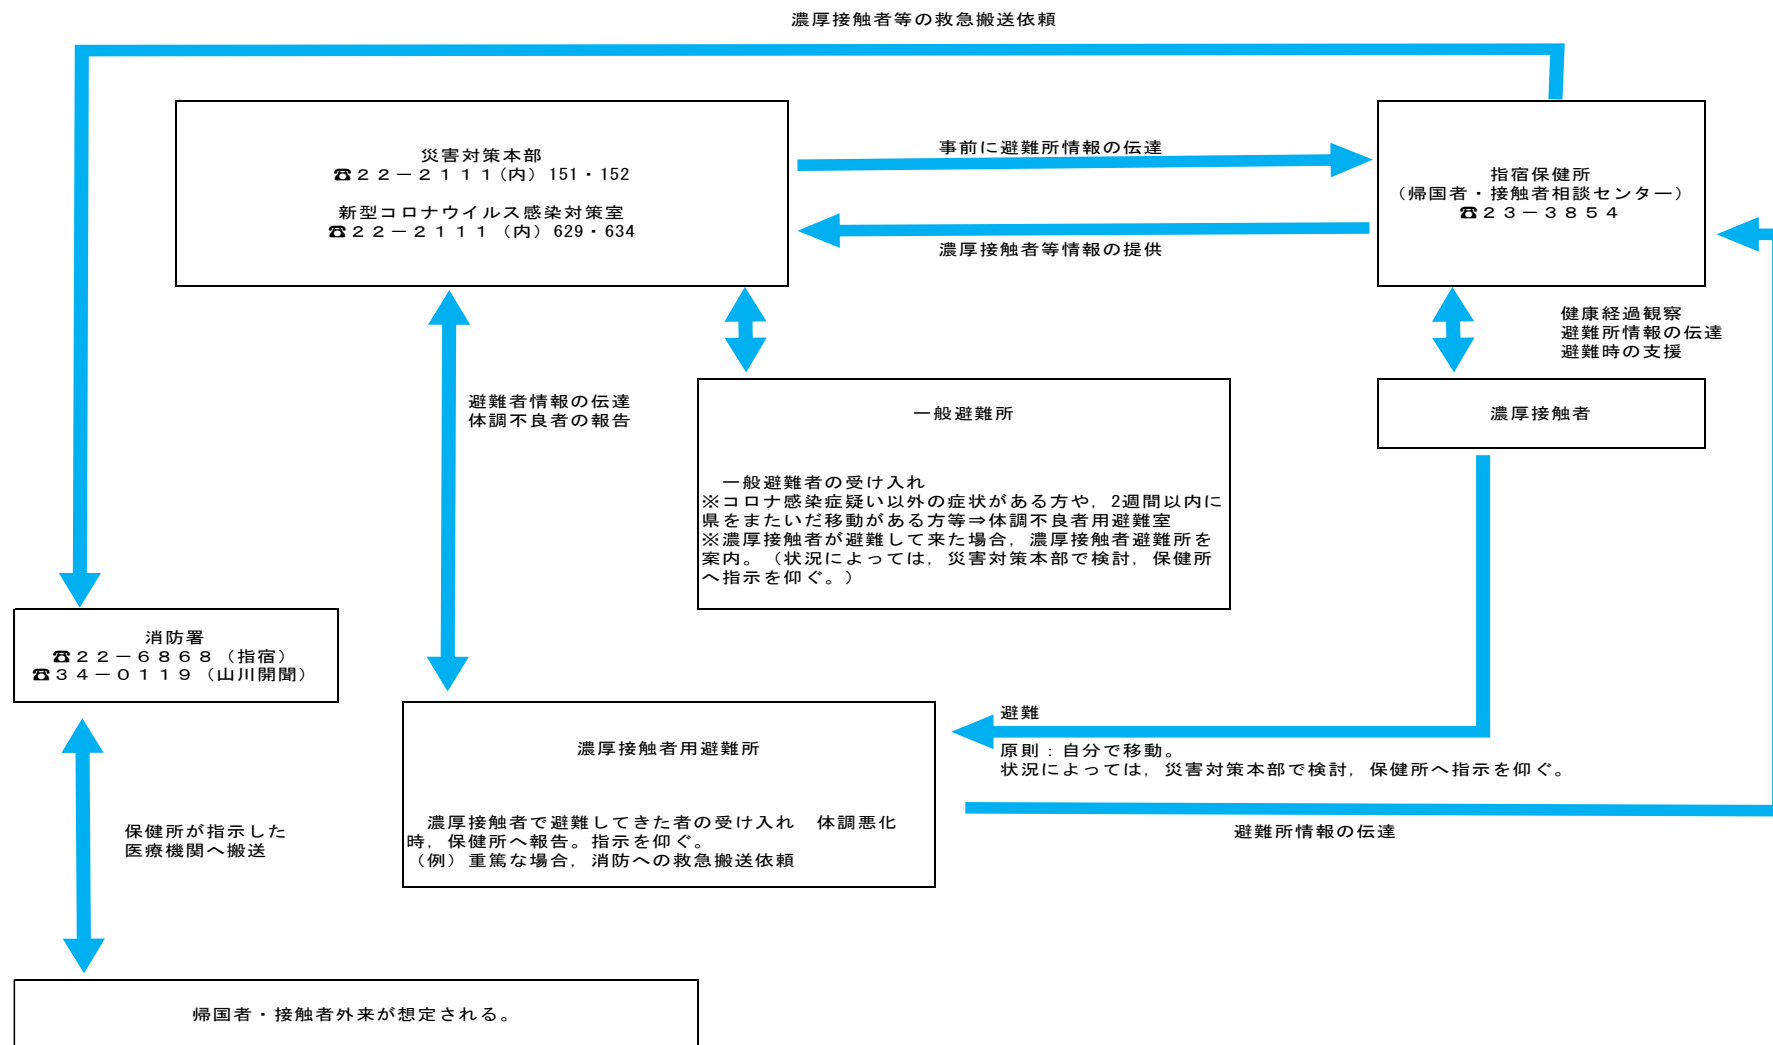 濃厚接触者等の救急搬送依頼
災害対策本部
☎２２－２１１１(内) 151・152
新型コロナウイルス感染対策室
☎２２－２１１１（内）629・634
事前に避難所情報の伝達
濃厚接触者等情報の提供
指宿保健所
（帰国者・接触者相談センター）
☎２３－３８５４
健康経過観察
避難所情報の伝達
避難時の支援
避難者情報の伝達
体調不良者の報告
一般避難所
一般避難者の受け入れ
※コロナ感染症疑い以外の症状がある方や，2週間以内に
県をまたいだ移動がある方等⇒体調不良者用避難室
※濃厚接触者が避難して来た場合，濃厚接触者避難所を
案内。（状況によっては，災害対策本部で検討，保健所
へ指示を仰ぐ。）
濃厚接触者
消防署
☎２２－６８６８（指宿）
☎３４－０１１９（山川開聞）
濃厚接触者用避難所
濃厚接触者で避難してきた者の受け入れ　体調悪化
時，保健所へ報告。指示を仰ぐ。
（例）重篤な場合，消防への救急搬送依頼
避難
原則：自分で移動。
状況によっては，災害対策本部で検討，保健所へ指示を仰ぐ。
避難所情報の伝達
保健所が指示した
医療機関へ搬送
帰国者・接触者外来が想定される。